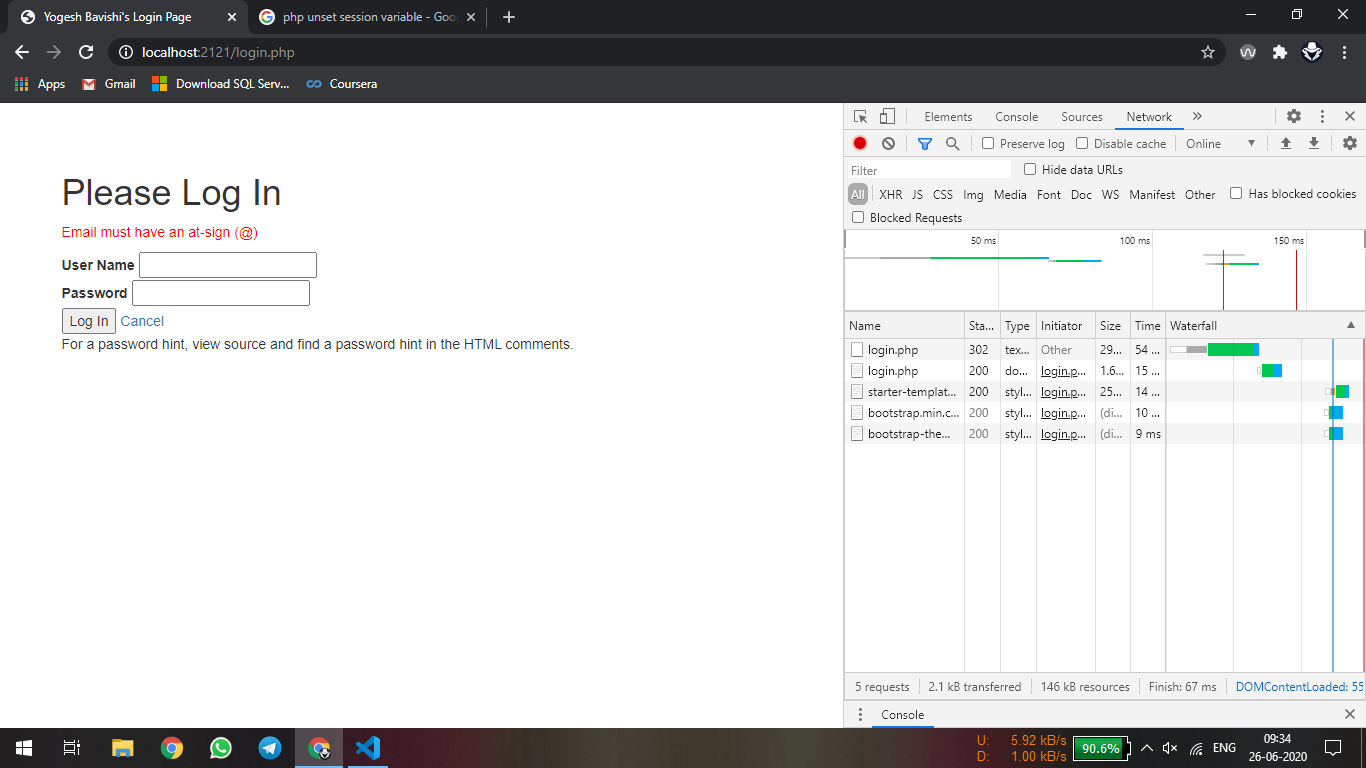 Yogesh Bavishi's Login Page
php unset session variable - Goo
localhost:2121/login.php
Apps
Gmail
Download SQL Serv...
Coursera
Please Log In
Email must have an at-sign (@)
User Name
Password
Log In Cancel
For a password hint, view source and find a password hint in the HTML comments.
Elements Console Sources Network »
Preserve log Disable cache Online
Filter
Hide data URLs
All XHR JS CSS Img Media Font Doc WS Manifest Other Has blocked cookies
Blocked Requests
50 ms 100 ms 150 ms
Name Sta... Type Initiator Size Time Waterfall
login.php 302 tex... Other 29... 54 ...
login.php 200 do... login.p... 1.6... 15 ...
starter-templat... 200 styl... login.p... 25... 14 ...
bootstrap.min.c... 200 styl... login.p... (di... 10 ...
bootstrap-the... 200 styl... login.p... (di... 9 ms
5 requests 2.1 kB transferred 146 kB resources Finish: 67 ms DOMContentLoaded: 55
Console
U: 5.92 kB/s
D: 1.00 kB/s
90.6%
ENG
09:34
26-06-2020